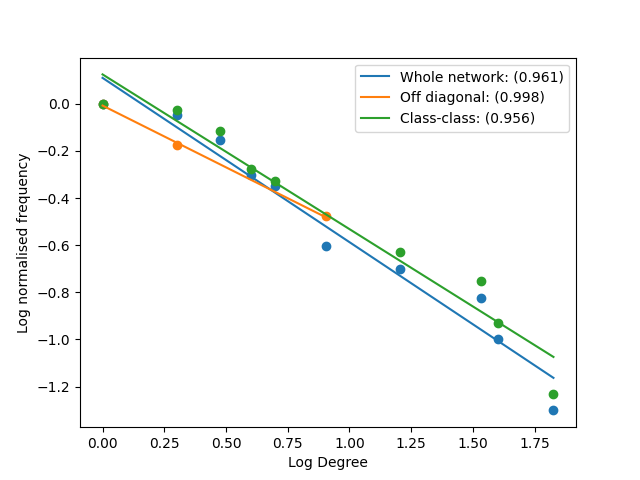 Whole network: (0.961)
Off diagonal: (0.998)
Class-class: (0.956)
Log normalised frequency
0.0
−0.2
−0.4
−0.6
−0.8
−1.0
−1.2
0.00 0.25 0.50 0.75 1.00 1.25 1.50 1.75
Log Degree